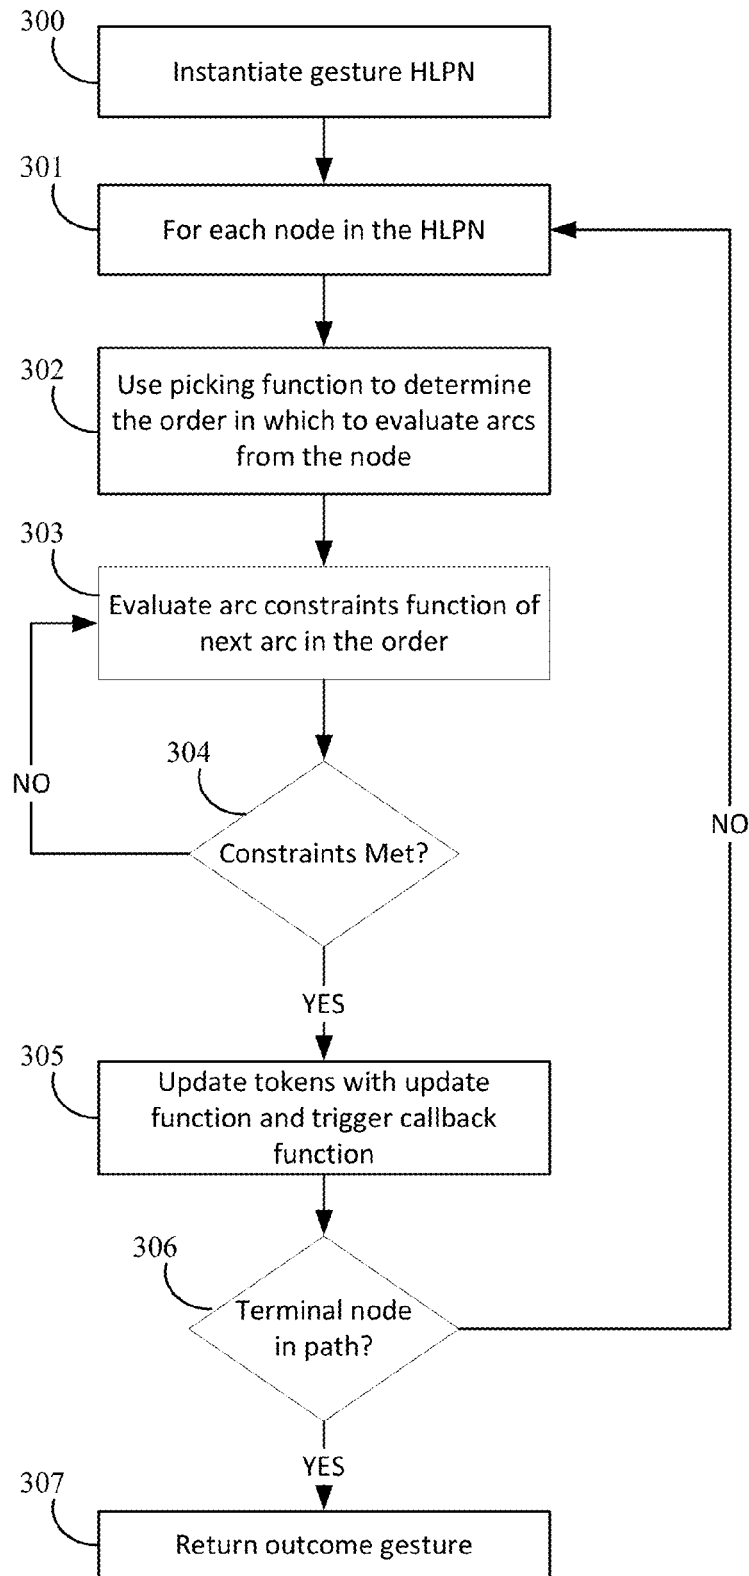 300
Instantiate gesture HLPN
301
For each node in the HLPN
302
Use picking function to determine
the order in which to evaluate arcs
from the node
303
Evaluate arc constraints function of
next arc in the order
304
NO
Constraints Met?
NO
YES
305
Update tokens with update
function and trigger callback
function
306
Terminal node
in path?
YES
307
Return outcome gesture